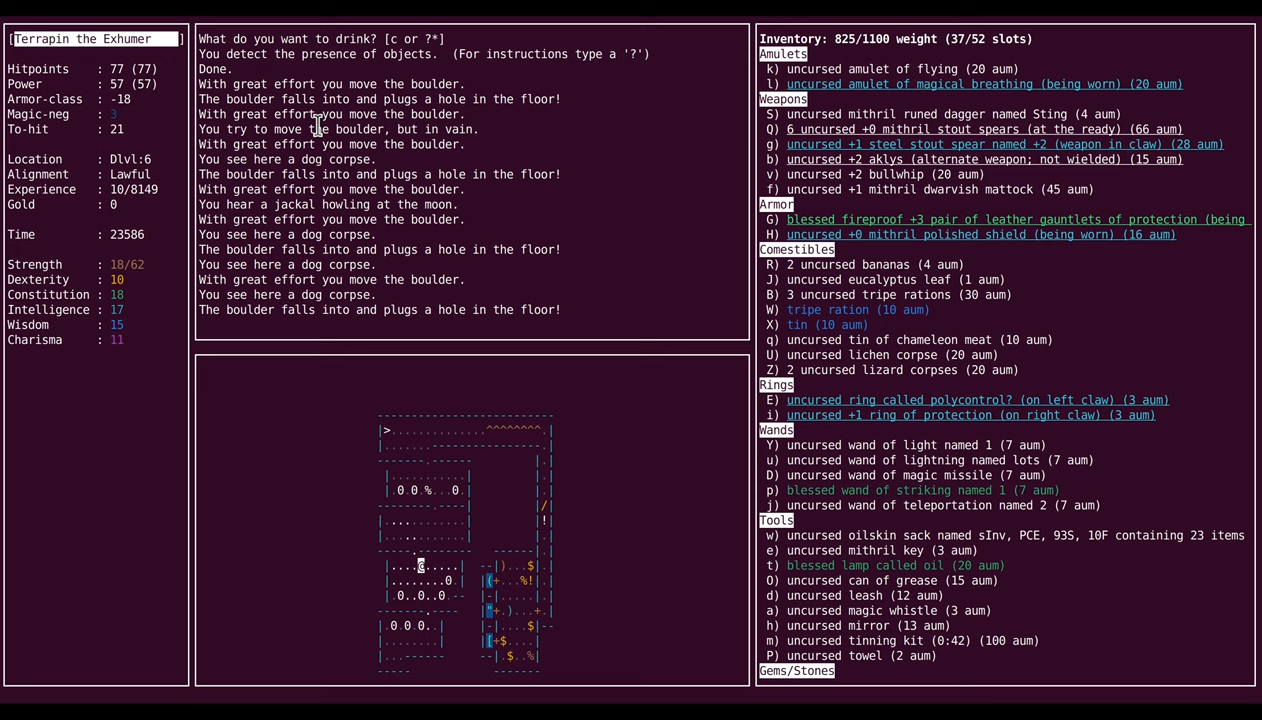 [Terrapin the Exhumer ]
Hitpoints : 77 (77)
Power : 57 (57)
Armor-class : -18
Magic-neg : 3
To-hit : 21
Location : Dlvl:6
Alignment : Lawful
Experience : 10/8149
Gold : 0
Time : 23586
Strength : 18/62
Dexterity : 10
Constitution : 18
Intelligence : 17
Wisdom : 15
Charisma : 11
What do you want to drink? [c or ?*]
You detect the presence of objects.  (For instructions type a '?')
Done.
With great effort you move the boulder.
The boulder falls into and plugs a hole in the floor!
With great effort you move the boulder.
You try to move the boulder, but in vain.
With great effort you move the boulder.
You see here a dog corpse.
The boulder falls into and plugs a hole in the floor!
With great effort you move the boulder.
You hear a jackal howling at the moon.
With great effort you move the boulder.
You see here a dog corpse.
The boulder falls into and plugs a hole in the floor!
You see here a dog corpse.
With great effort you move the boulder.
You see here a dog corpse.
The boulder falls into and plugs a hole in the floor!
-----------------------
|>.............^^^^^^^^.|
|.......---------------.|
-------.------         |.|
|..........|         |.|
|.0.0.%...0.|         |.|
-------.----.|         |/|
|..........|         |!|
|..........|         |.|
-----.--------   ------|.|
|....@.....|  --|)...$|.|
|........0.|  |(+...%!|.|
|.0..0..0.--  |-|.....|.|
-------.----  |"+.)...+.|
|.0.0.0..|     |-|....$|--
|........|     |[+$....|
|...------     --|.$..%|
-----           -------
Inventory: 825/1100 weight (37/52 slots)
Amulets
k) uncursed amulet of flying (20 aum)
l) uncursed amulet of magical breathing (being worn) (20 aum)
Weapons
S) uncursed mithril runed dagger named Sting (4 aum)
Q) 6 uncursed +0 mithril stout spears (at the ready) (66 aum)
g) uncursed +1 steel stout spear named +2 (weapon in claw) (28 aum)
b) uncursed +2 aklys (alternate weapon; not wielded) (15 aum)
v) uncursed +2 bullwhip (20 aum)
f) uncursed +1 mithril dwarvish mattock (45 aum)
Armor
G) blessed fireproof +3 pair of leather gauntlets of protection (being
H) uncursed +0 mithril polished shield (being worn) (16 aum)
Comestibles
R) 2 uncursed bananas (4 aum)
J) uncursed eucalyptus leaf (1 aum)
B) 3 uncursed tripe rations (30 aum)
W) tripe ration (10 aum)
X) tin (10 aum)
q) uncursed tin of chameleon meat (10 aum)
U) uncursed lichen corpse (20 aum)
Z) 2 uncursed lizard corpses (20 aum)
Rings
E) uncursed ring called polycontrol? (on left claw) (3 aum)
i) uncursed +1 ring of protection (on right claw) (3 aum)
Wands
Y) uncursed wand of light named 1 (7 aum)
u) uncursed wand of lightning named lots (7 aum)
D) uncursed wand of magic missile (7 aum)
p) blessed wand of striking named 1 (7 aum)
j) uncursed wand of teleportation named 2 (7 aum)
Tools
w) uncursed oilskin sack named sInv, PCE, 93S, 10F containing 23 items
e) uncursed mithril key (3 aum)
t) blessed lamp called oil (20 aum)
O) uncursed can of grease (15 aum)
d) uncursed leash (12 aum)
a) uncursed magic whistle (3 aum)
h) uncursed mirror (13 aum)
m) uncursed tinning kit (0:42) (100 aum)
P) uncursed towel (2 aum)
Gems/Stones